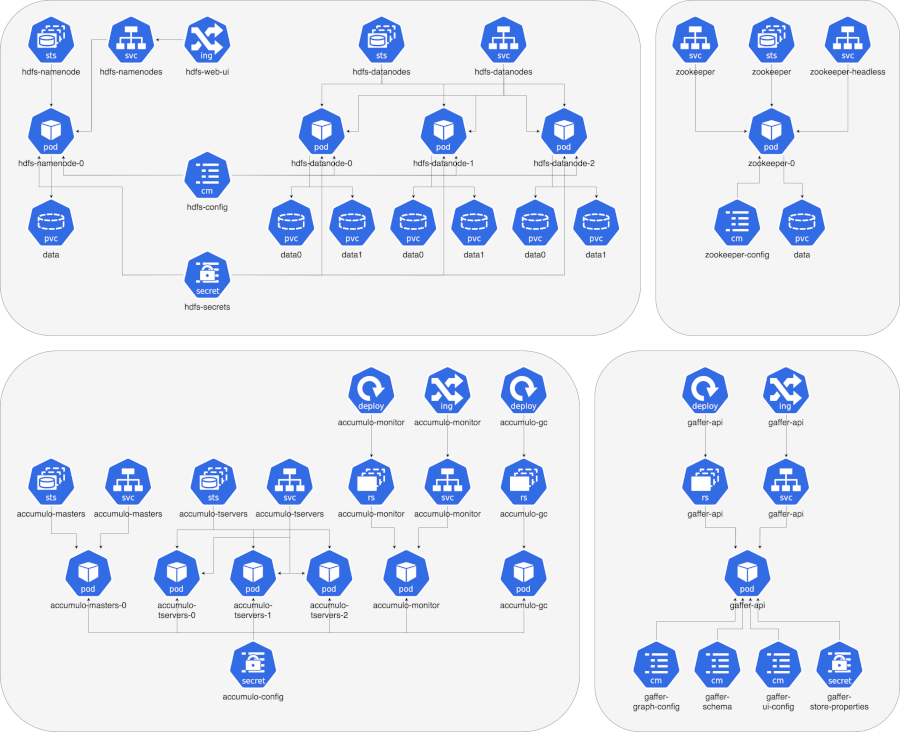 sts
svc
ing
sts
svc
hdfs-namenode
hdfs-namenodes
hdfs-web-ui
hdfs-datanodes
hdfs-datanodes
pod
pod
pod
pod
hdfs-namenode-0
hdfs-datanode-0
hdfs-datanode-1
hdfs-datanode-2
cm
hdfs-config
pvc
pvc
pvc
pvc
pvc
pvc
pvc
data
data0
data1
data0
data1
data0
data1
secret
hdfs-secrets
svc
sts
svc
zookeeper
zookeeper
zookeeper-headless
pod
zookeeper-0
cm
pvc
zookeeper-config
data
deploy
ing
deploy
accumulo-monitor
accumulo-monitor
accumulo-gc
sts
svc
sts
svc
rs
svc
rs
accumulo-masters
accumulo-masters
accumulo-tservers
accumulo-tservers
accumulo-monitor
accumulo-monitor
accumulo-gc
pod
pod
pod
pod
pod
pod
accumulo-masters-0
accumulo-
tservers-0
accumulo-
tservers-1
accumulo-
tservers-2
accumulo-monitor
accumulo-gc
secret
accumulo-config
deploy
ing
gaffer-api
gaffer-api
rs
svc
gaffer-api
gaffer-api
pod
gaffer-api
cm
cm
cm
secret
gaffer-
graph-config
gaffer-
schema
gaffer-
ui-config
gaffer-
store-properties